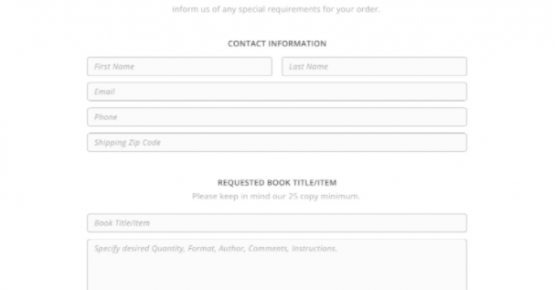 inform us of any special requirements for your order.
CONTACT INFORMATION
First Name
Last Name
Email
Phone
Shipping Zip Code
REQUESTED BOOK TITLE/ITEM
Please keep in mind our 25 copy minimum.
Book Title/Item
Specify desired Quantity, Format, Author, Comments, Instructions.